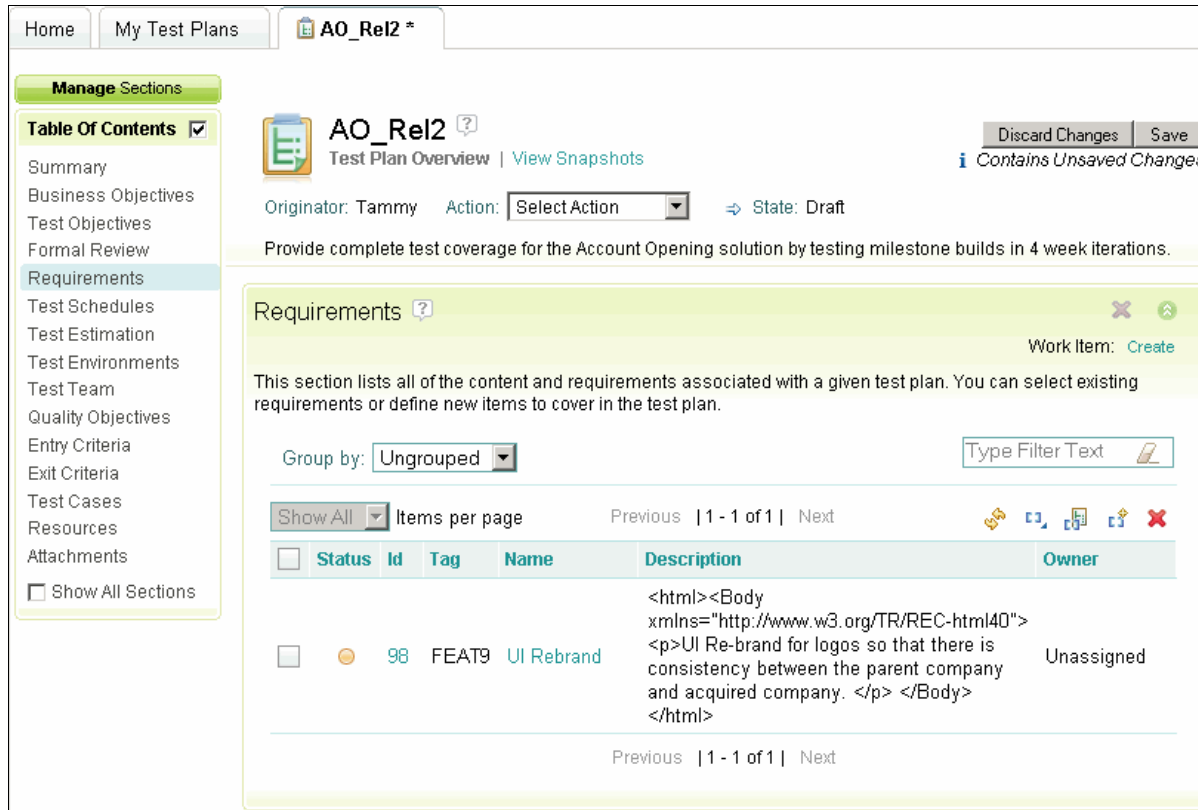 Home
My Test Plans
AO_Rel2 *
Manage Sections
Table Of Contents
Summary
Business Objectives
Test Objectives
Formal Review
Requirements
Test Schedules
Test Estimation
Test Environments
Test Team
Quality Objectives
Entry Criteria
Exit Criteria
Test Cases
Resources
Attachments
Show All Sections
AO_Rel2 ?
Test Plan Overview | View Snapshots
Discard Changes Save
i Contains Unsaved Changes
Originator: Tammy Action: Select Action State: Draft
Provide complete test coverage for the Account Opening solution by testing milestone builds in 4 week iterations.
Requirements ?
Work Item: Create
This section lists all of the content and requirements associated with a given test plan. You can select existing
requirements or define new items to cover in the test plan.
Group by: Ungrouped
Type Filter Text
Show All Items per page Previous | 1 - 1 of 1 | Next
Status Id Tag Name Description Owner
98 FEAT9 UI Rebrand
<html><Body
xmlns="http://www.w3.org/TR/REC-html40">
<p>UI Re-brand for logos so that there is
consistency between the parent company
and acquired company. </p> </Body>
</html>
Unassigned
Previous | 1 - 1 of 1 | Next